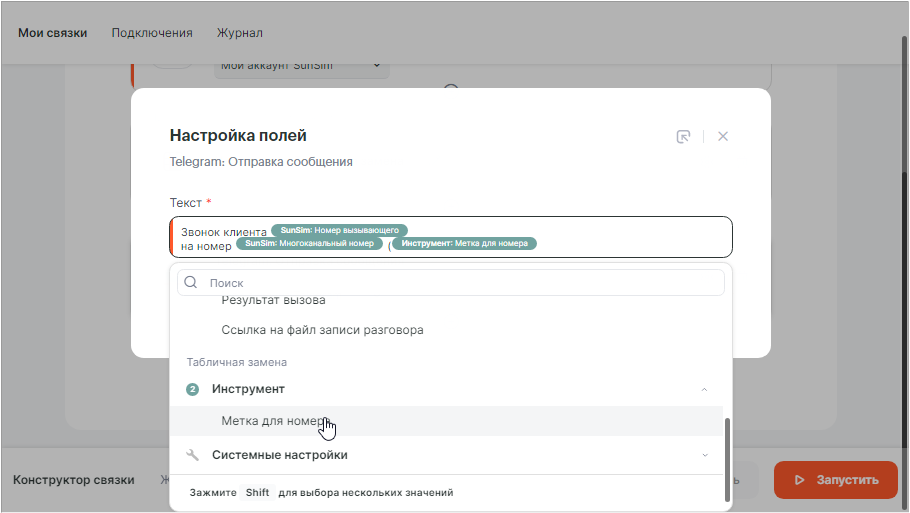 Мои связки Подключения Журнал
Мой аккаунт SunSim
Настройка полей
Telegram: Отправка сообщения
Текст *
Звонок клиента SunSim: Номер вызывающего
на номер SunSim: Многоканальный номер ( Инструмент: Метка для номера
Поиск
Результат вызова
Ссылка на файл записи разговора
Табличная замена
2 Инструмент
Метка для номера
Системные настройки
Конструктор связки
Запустить
Зажмите Shift для выбора нескольких значений